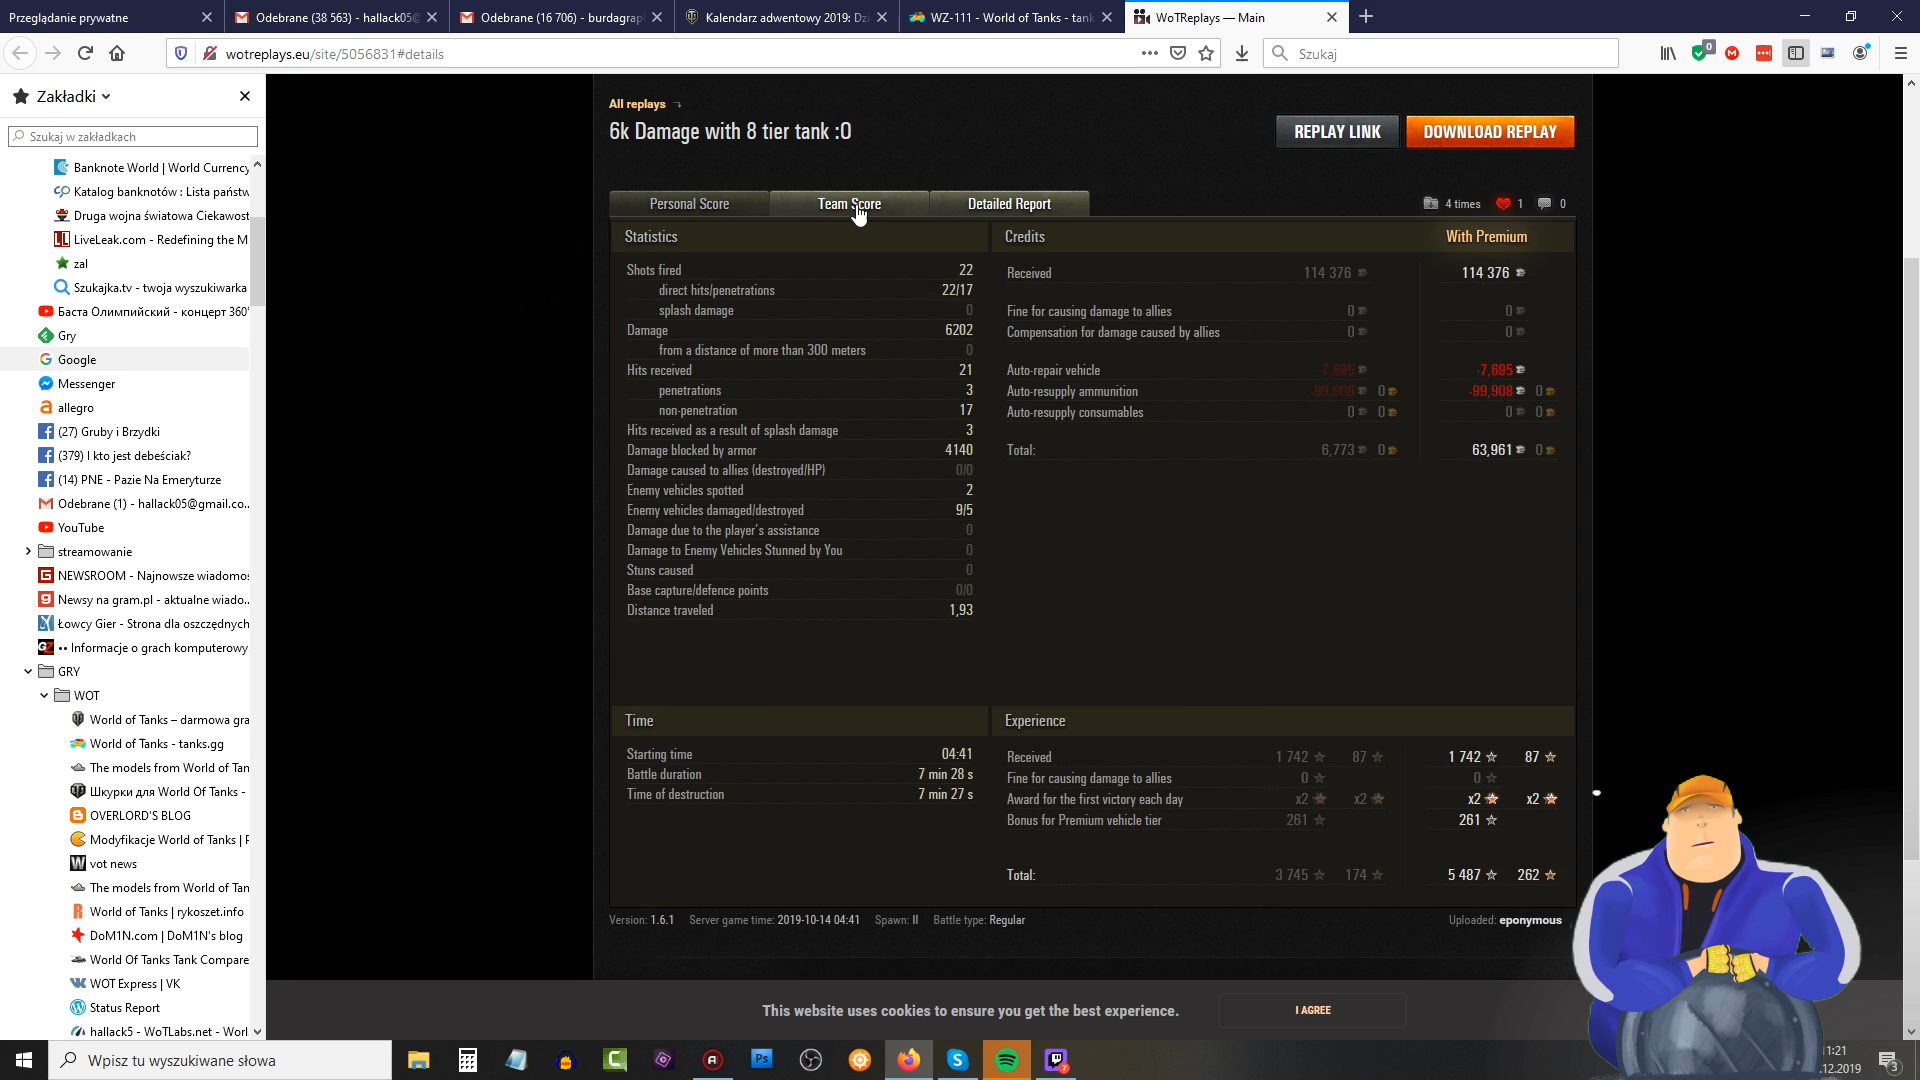 Przeglądanie prywatne
Odebrane (38 563) - hallack05@
Odebrane (16 706) - burdagrap
Kalendarz adwentowy 2019: Dzi
WZ-111 - World of Tanks - tank
WoTReplays — Main
wotreplays.eu/site/5056831#details
Szukaj
0
Zakładki
Szukaj w zakładkach
Banknote World | World Currency
Katalog banknotów : Lista państw
Druga wojna światowa Ciekawost
LiveLeak.com - Redefining the M
zal
Szukajka.tv - twoja wyszukiwarka
Баста Олимпийский - концерт 360°
Gry
Google
Messenger
allegro
(27) Gruby i Brzydki
(379) I kto jest debeściak?
(14) PNE - Pazie Na Emeryturze
Odebrane (1) - hallack05@gmail.co...
YouTube
streamowanie
NEWSROOM - Najnowsze wiadomoś
Newsy na gram.pl - aktualne wiado...
Łowcy Gier - Strona dla oszczędnych
•• Informacje o grach komputerowy
GRY
WOT
World of Tanks – darmowa gra
World of Tanks - tanks.gg
The models from World of Tan
Шкурки для World Of Tanks -
OVERLORD'S BLOG
Modyfikacje World of Tanks | F
vot news
The models from World of Tan
World of Tanks | rykoszet.info
DoM1N.com | DoM1N's blog
World Of Tanks Tank Compare
WOT Express | VK
Status Report
hallack5 - WoTLabs.net - Worl
All replays
6k Damage with 8 tier tank :O
REPLAY LINK
DOWNLOAD REPLAY
Personal Score
Team Score
Detailed Report
4 times 1 0
Statistics
Shots fired 22
direct hits/penetrations 22/17
splash damage 0
Damage 6202
from a distance of more than 300 meters 0
Hits received 21
penetrations 3
non-penetration 17
Hits received as a result of splash damage 3
Damage blocked by armor 4140
Damage caused to allies (destroyed/HP) 0/0
Enemy vehicles spotted 2
Enemy vehicles damaged/destroyed 9/5
Damage due to the player's assistance 0
Damage to Enemy Vehicles Stunned by You 0
Stuns caused 0
Base capture/defence points 0/0
Distance traveled 1,93
Credits With Premium
Received 114 376 114 376
Fine for causing damage to allies 0 0
Compensation for damage caused by allies 0 0
Auto-repair vehicle 7,695 -7,695
Auto-resupply ammunition -99,908 0 -99,908 0
Auto-resupply consumables 0 0 0 0
Total: 6,773 0 63,961 0
Time
Starting time 04:41
Battle duration 7 min 28 s
Time of destruction 7 min 27 s
Experience
Received 1 742 87 1 742 87
Fine for causing damage to allies 0 0
Award for the first victory each day x2 x2 x2 x2
Bonus for Premium vehicle tier 261 261
Total: 3 745 174 5 487 262
Version: 1.6.1 Server game time: 2019-10-14 04:41 Spawn: II Battle type: Regular
Uploaded: eponymous
This website uses cookies to ensure you get the best experience.
I AGREE
Wpisz tu wyszukiwane słowa
Ps
7
1:21
.12.2019
3